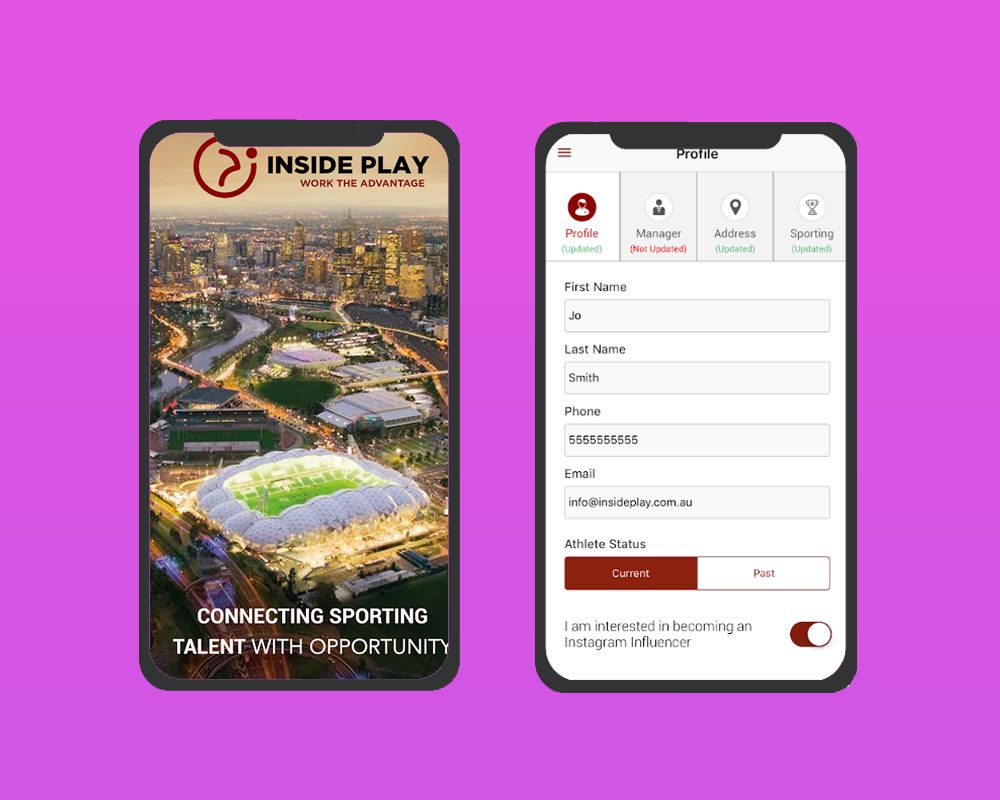 INSIDE PLAY
WORK THE ADVANTAGE
CONNECTING SPORTING
TALENT WITH OPPORTUNITY
Profile
Profile
(Updated)
Manager
(Not Updated)
Address
(Updated)
Sporting
(Updated)
First Name
Jo
Last Name
Smith
Phone
5555555555
Email
info@insideplay.com.au
Athlete Status
Current
Past
I am interested in becoming an
Instagram Influencer